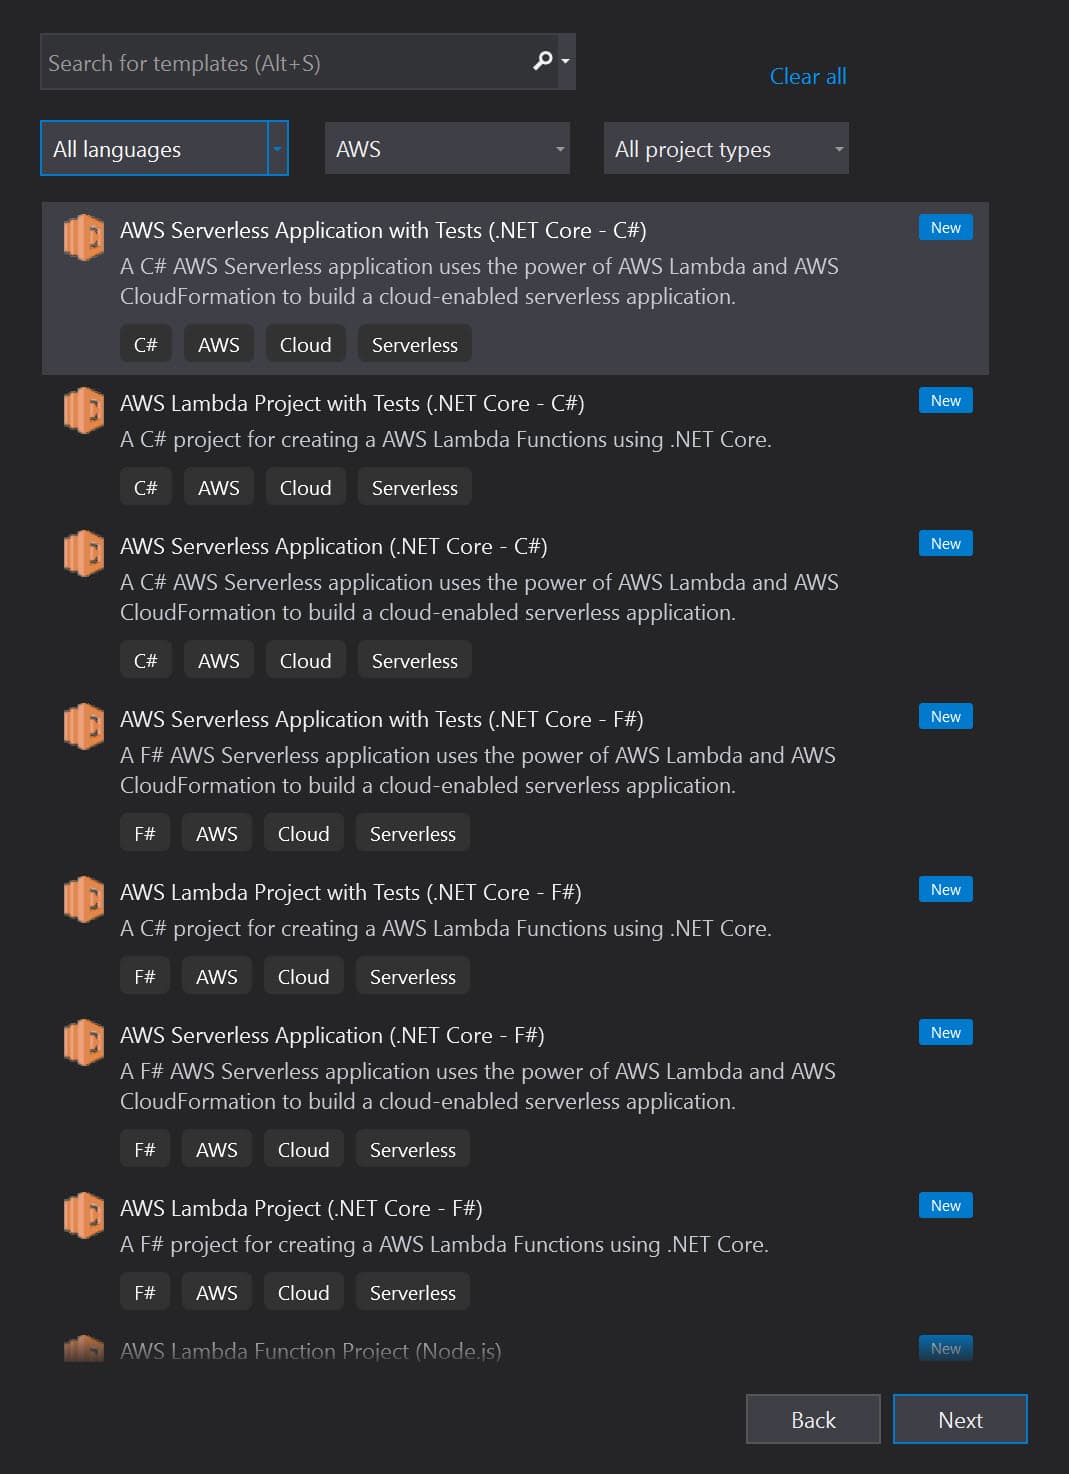 Search for templates (Alt+S)
Clear all
All languages
AWS
All project types
AWS Serverless Application with Tests (.NET Core - C#)
New
A C# AWS Serverless application uses the power of AWS Lambda and AWS
CloudFormation to build a cloud-enabled serverless application.
C# AWS Cloud Serverless
AWS Lambda Project with Tests (.NET Core - C#)
New
A C# project for creating a AWS Lambda Functions using .NET Core.
C# AWS Cloud Serverless
AWS Serverless Application (.NET Core - C#)
New
A C# AWS Serverless application uses the power of AWS Lambda and AWS
CloudFormation to build a cloud-enabled serverless application.
C# AWS Cloud Serverless
AWS Serverless Application with Tests (.NET Core - F#)
New
A F# AWS Serverless application uses the power of AWS Lambda and AWS
CloudFormation to build a cloud-enabled serverless application.
F# AWS Cloud Serverless
AWS Lambda Project with Tests (.NET Core - F#)
New
A C# project for creating a AWS Lambda Functions using .NET Core.
F# AWS Cloud Serverless
AWS Serverless Application (.NET Core - F#)
New
A F# AWS Serverless application uses the power of AWS Lambda and AWS
CloudFormation to build a cloud-enabled serverless application.
F# AWS Cloud Serverless
AWS Lambda Project (.NET Core - F#)
New
A F# project for creating a AWS Lambda Functions using .NET Core.
F# AWS Cloud Serverless
AWS Lambda Function Project (Node.js)
New
Back
Next